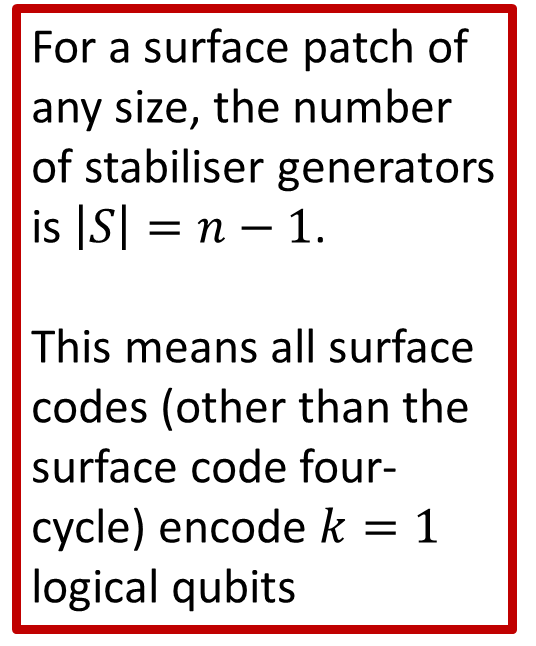 For a surface patch of
any size, the number
of stabiliser generators
is |S| = n − 1.
This means all surface
codes (other than the
surface code four-
cycle) encode k = 1
logical qubits